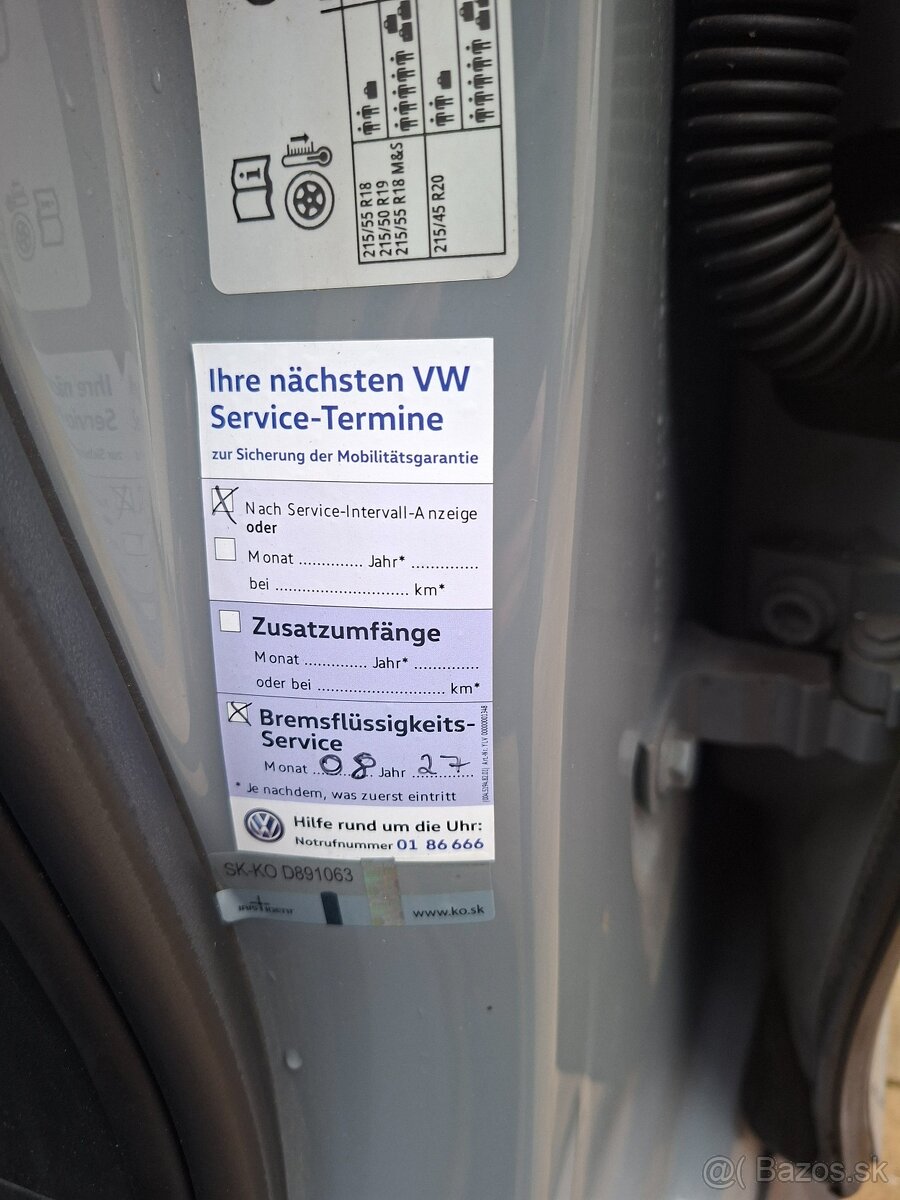 215/55 R18
215/50 R19
215/55 R18 M&S
215/45 R20
Ihre nächsten VW
Service-Termine
zur Sicherung der Mobilitätsgarantie
Nach Service-Intervall-Anzeige
oder
Monat .............. Jahr* ...............
bei .............................. km*
Zusatzumfänge
Monat .............. Jahr* ...............
oder bei ............................. km*
Bremsflüssigkeits-
Service
Monat 08 Jahr 27
* Je nachdem, was zuerst eintritt
Hilfe rund um die Uhr:
Notrufnummer 01 86 666
SK-KO D891063
www.ko.sk
@( Bazos.sk